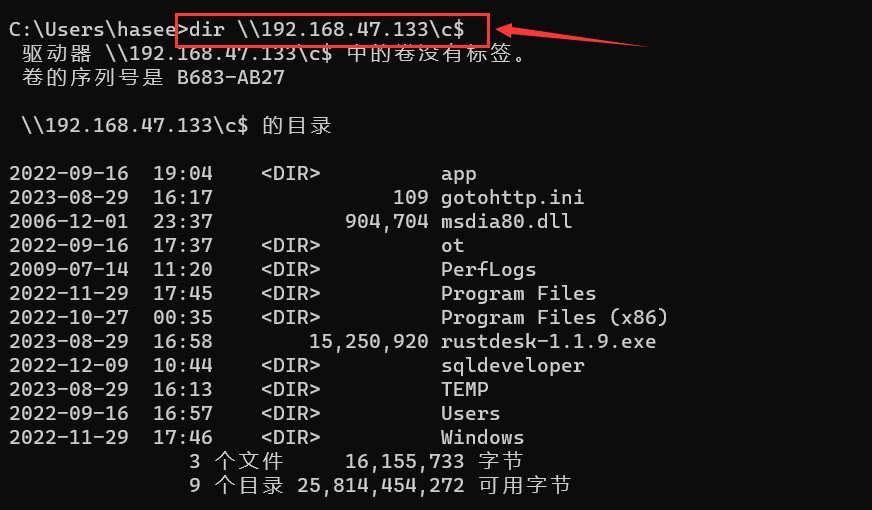 C:\Users\hasee>dir \\192.168.47.133\c$
驱动器 \\192.168.47.133\c$ 中的卷没有标签。
卷的序列号是 B683-AB27
\\192.168.47.133\c$ 的目录
2022-09-16  19:04    <DIR>          app
2023-08-29  16:17               109 gotohttp.ini
2006-12-01  23:37           904,704 msdia80.dll
2022-09-16  17:37    <DIR>          ot
2009-07-14  11:20    <DIR>          PerfLogs
2022-11-29  17:45    <DIR>          Program Files
2022-10-27  00:35    <DIR>          Program Files (x86)
2023-08-29  16:58        15,250,920 rustdesk-1.1.9.exe
2022-12-09  10:44    <DIR>          sqldeveloper
2023-08-29  16:13    <DIR>          TEMP
2022-09-16  16:57    <DIR>          Users
2022-11-29  17:46    <DIR>          Windows
3 个文件     16,155,733 字节
9 个目录 25,814,454,272 可用字节